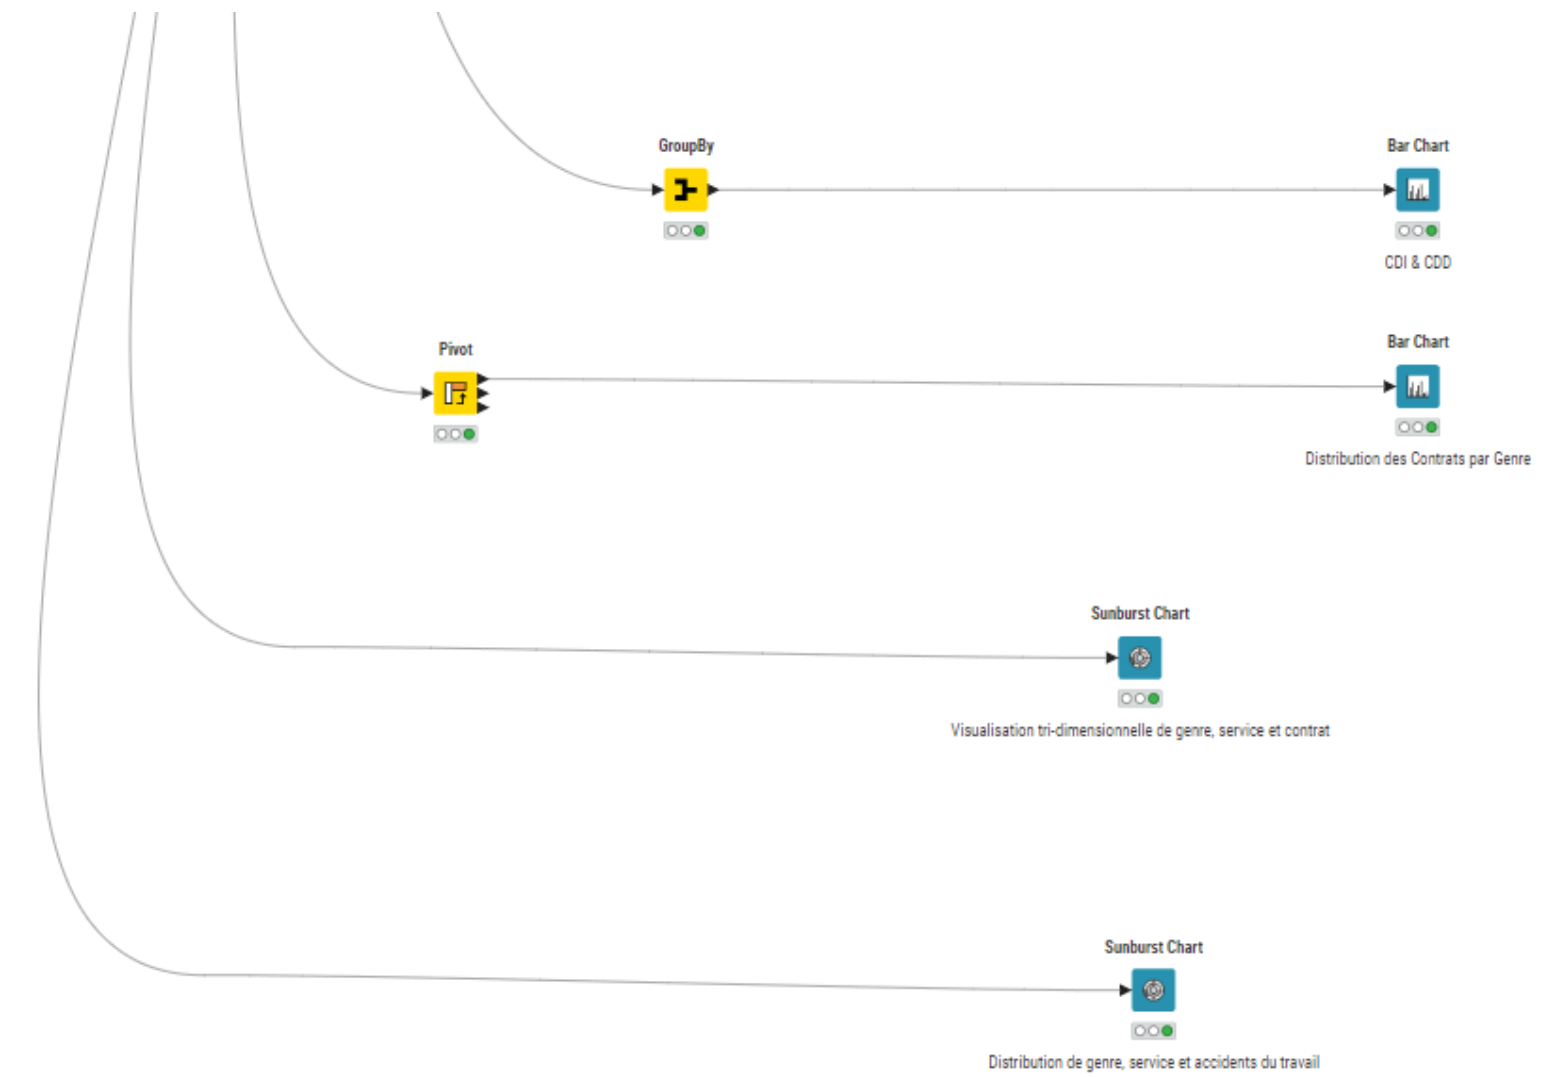 GroupBy
Bar Chart
CDI & CDD
Pivot
Bar Chart
Distribution des Contrats par Genre
Sunburst Chart
Visualisation tri-dimensionnelle de genre, service et contrat
Sunburst Chart
Distribution de genre, service et accidents du travail